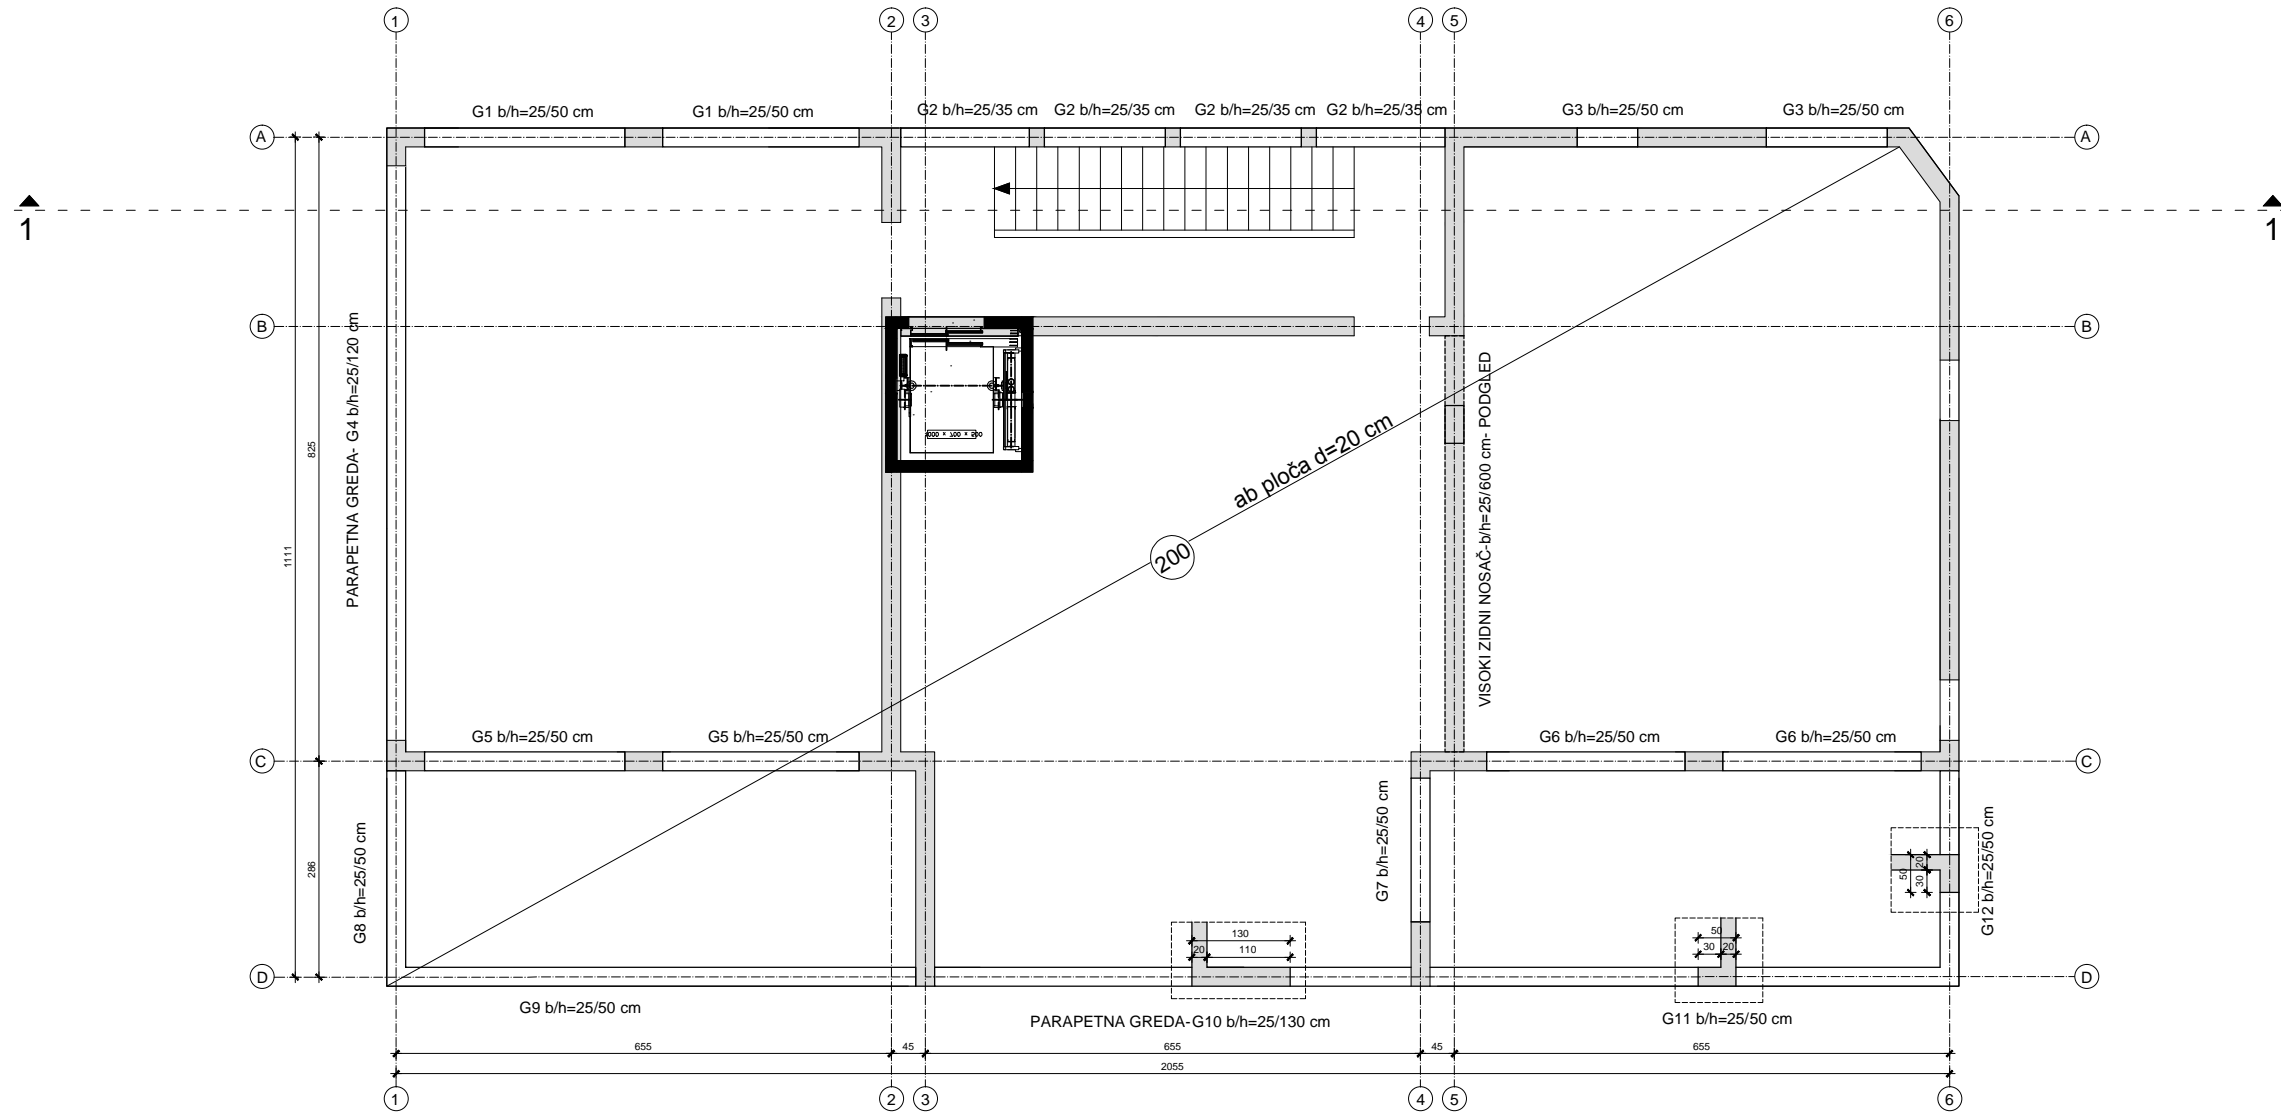 1 2 3 4 5 6
G1 b/h=25/50 cm G1 b/h=25/50 cm G2 b/h=25/35 cm G2 b/h=25/35 cm G2 b/h=25/35 cm G2 b/h=25/35 cm G3 b/h=25/50 cm G3 b/h=25/50 cm
A A
1 1
B B
PARAPETNA GREDA- G4 b/h=25/120 cm
825
1111
VISOKI ZIDNI NOSAČ-b/h=25/600 cm- PODGLED
ab ploča d=20 cm
200
G5 b/h=25/50 cm G5 b/h=25/50 cm G6 b/h=25/50 cm G6 b/h=25/50 cm
C C
286
G8 b/h=25/50 cm
G7 b/h=25/50 cm
G12 b/h=25/50 cm
20
50
30
130
20 110
50
30 20
D D
G9 b/h=25/50 cm
PARAPETNA GREDA-G10 b/h=25/130 cm
G11 b/h=25/50 cm
655 45 655 45 655
2055
1 2 3 4 5 6